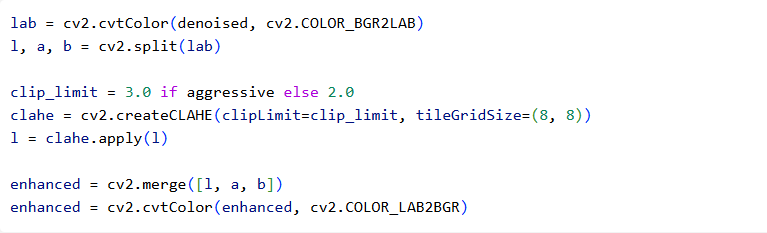 lab = cv2.cvtColor(denoised, cv2.COLOR_BGR2LAB)
l, a, b = cv2.split(lab)
clip_limit = 3.0 if aggressive else 2.0
clahe = cv2.createCLAHE(clipLimit=clip_limit, tileGridSize=(8, 8))
l = clahe.apply(l)
enhanced = cv2.merge([l, a, b])
enhanced = cv2.cvtColor(enhanced, cv2.COLOR_LAB2BGR)